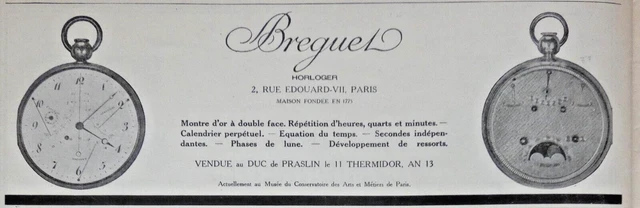 Breguet
HORLOGER
2, RUE EDOUARD-VII, PARIS
MAISON FONDÉE EN 1775
Montre d'or à double face. Répétition d'heures, quarts et minutes. —
Calendrier perpétuel. — Equation du temps. — Secondes indépen-
dantes. — Phases de lune. — Développement de ressorts.
VENDUE au DUC de PRASLIN le 11 THERMIDOR, AN 13
Actuellement au Musée du Conservatoire des Arts et Métiers de Paris.